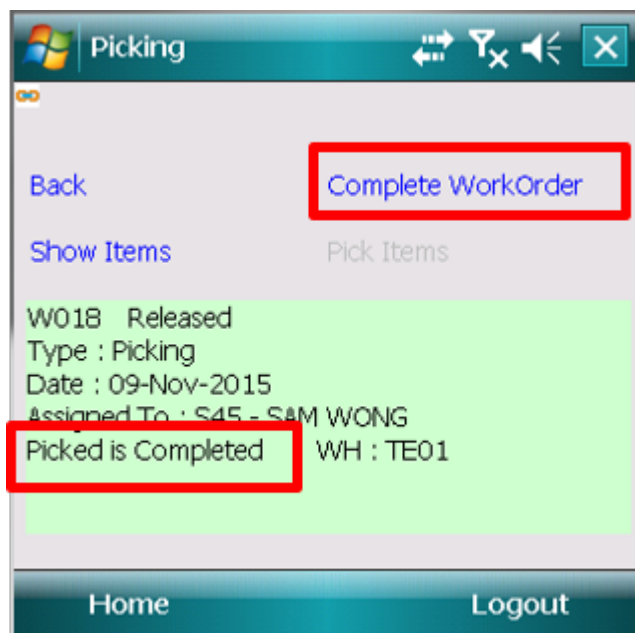 Picking
Back Complete WorkOrder
Show Items Pick Items
W018 Released
Type : Picking
Date : 09-Nov-2015
Assigned To : S45 - SAM WONG
Picked is Completed WH : TE01
Home Logout